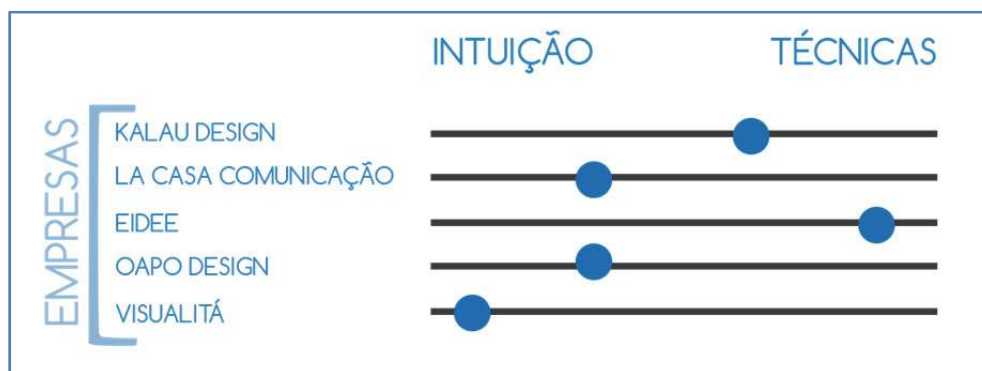 INTUIÇÃO TÉCNICAS
EMPRESAS
KALAU DESIGN
LA CASA COMUNICAÇÃO
EIDEE
OAPO DESIGN
VISUALITÁ